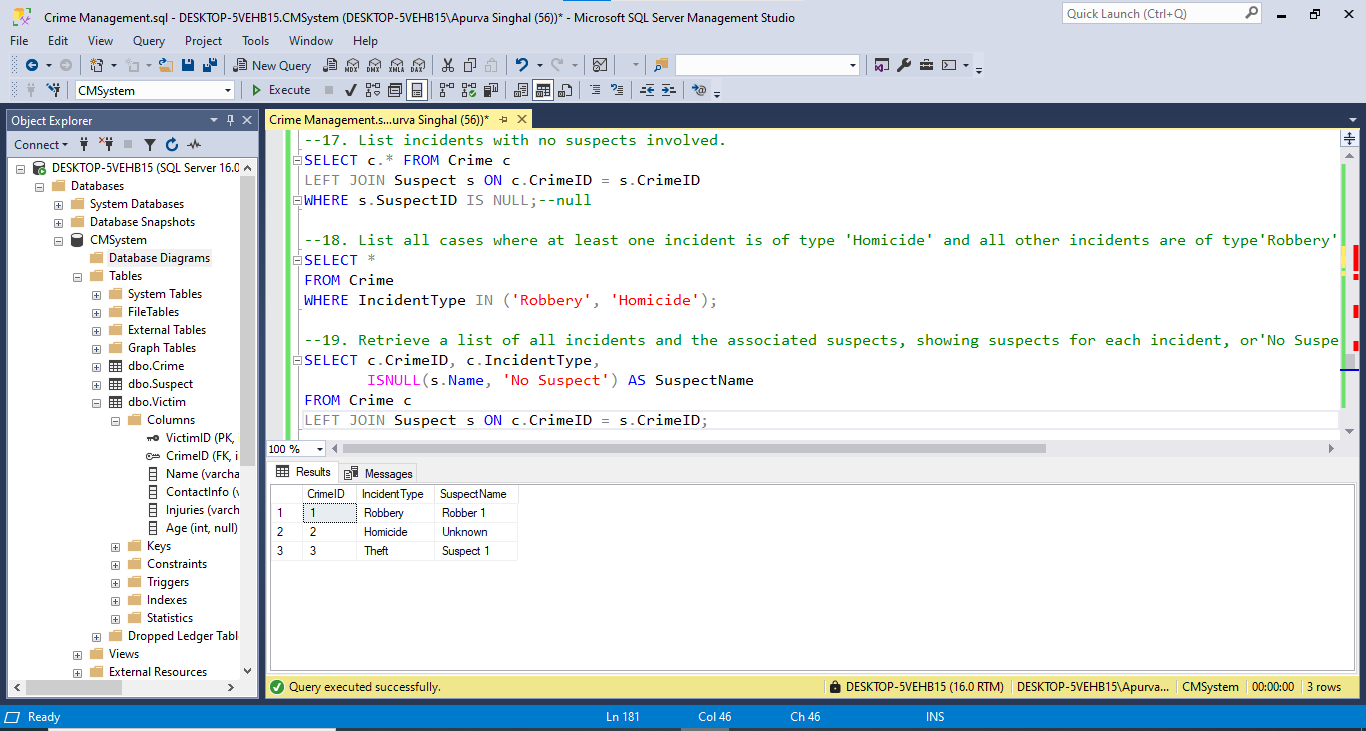 Crime Management.sql - DESKTOP-5VEHB15.CMSystem (DESKTOP-5VEHB15\Apurva Singhal (56))* - Microsoft SQL Server Management Studio
Quick Launch (Ctrl+Q)
File Edit View Query Project Tools Window Help
New Query MDX DMX XMLA DAX
CMSystem Execute
Object Explorer
Connect
DESKTOP-5VEHB15 (SQL Server 16.0
Databases
System Databases
Database Snapshots
CMSystem
Database Diagrams
Tables
System Tables
FileTables
External Tables
Graph Tables
dbo.Crime
dbo.Suspect
dbo.Victim
Columns
VictimID (PK,
CrimeID (FK, i
Name (varcha
ContactInfo (v
Injuries (varch
Age (int, null)
Keys
Constraints
Triggers
Indexes
Statistics
Dropped Ledger Tabl
Views
External Resources
Crime Management.s...urva Singhal (56))*
--17. List incidents with no suspects involved.
SELECT c.* FROM Crime c
LEFT JOIN Suspect s ON c.CrimeID = s.CrimeID
WHERE s.SuspectID IS NULL;--null
--18. List all cases where at least one incident is of type 'Homicide' and all other incidents are of type'Robbery'
SELECT *
FROM Crime
WHERE IncidentType IN ('Robbery', 'Homicide');
--19. Retrieve a list of all incidents and the associated suspects, showing suspects for each incident, or'No Suspe
SELECT c.CrimeID, c.IncidentType,
ISNULL(s.Name, 'No Suspect') AS SuspectName
FROM Crime c
LEFT JOIN Suspect s ON c.CrimeID = s.CrimeID;
100 %
Results Messages
CrimeID IncidentType SuspectName
1 1 Robbery Robber 1
2 2 Homicide Unknown
3 3 Theft Suspect 1
Query executed successfully. DESKTOP-5VEHB15 (16.0 RTM) DESKTOP-5VEHB15\Apurva... CMSystem 00:00:00 3 rows
Ready Ln 181 Col 46 Ch 46 INS